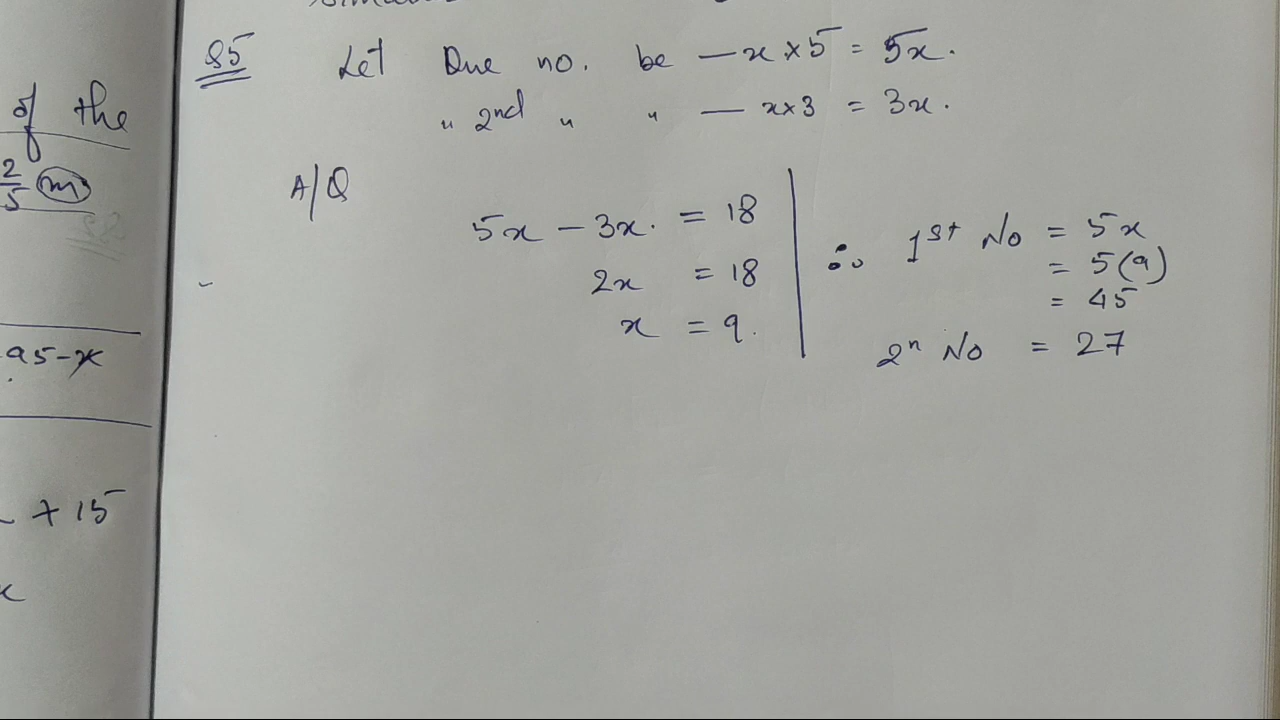 of the
2/5 m
95-x
+ 15
x
Q5 Let One no. be — x × 5 = 5x.
" 2nd " " — x×3 = 3x.
A/Q
5x - 3x. = 18
2x = 18
x = 9.
∴ 1st No = 5x
= 5(9)
= 45
2n No = 27